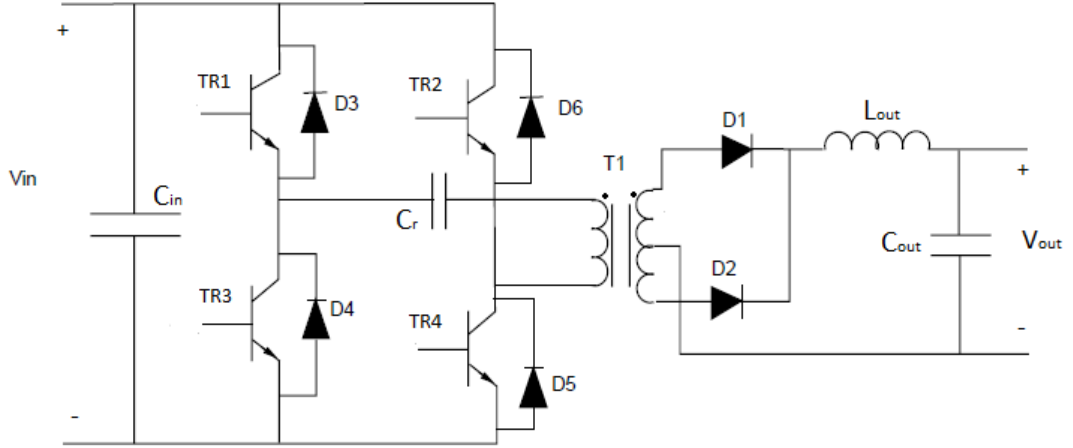 +
TR1
D3
TR2
D6
D1
Lout
T1
Vin
Cin
Cr
+
Cout
Vout
D2
TR3
D4
TR4
-
D5
-